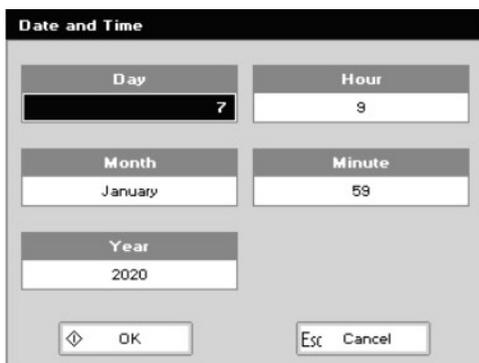 Date and Time
Day
7
Hour
9
Month
January
Minute
59
Year
2020
OK
Esc Cancel